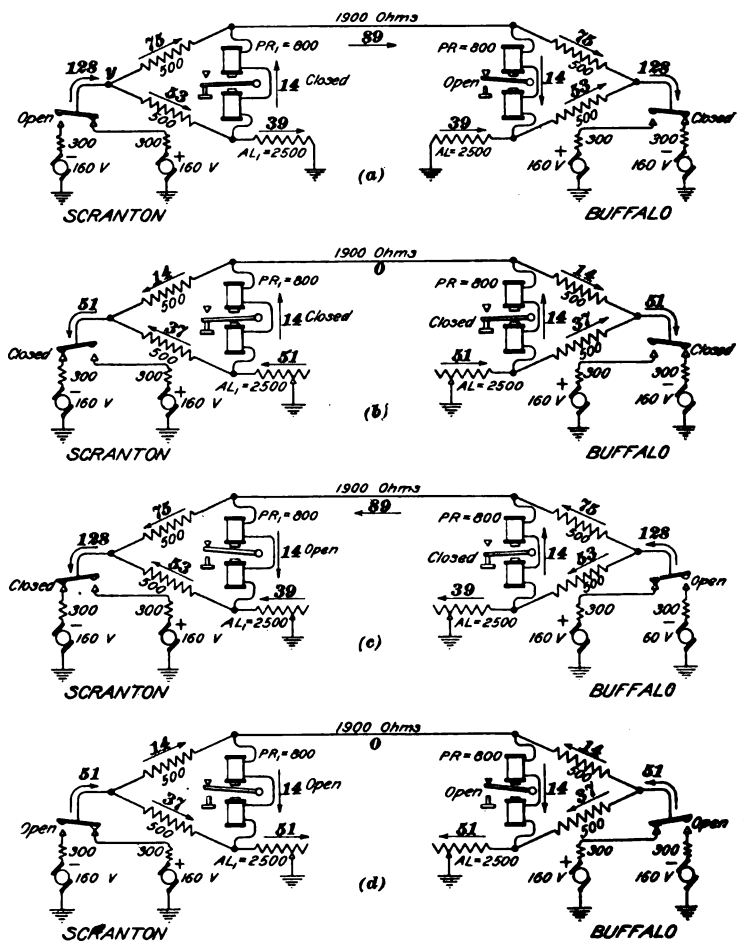 1900 Ohms
75 PR₁=800 89 PR=800 75
128 V 500 14 Closed Open 14 500 128
Open 53 500 39 39 53 500 Closed
300 300 AL₁=2500 AL=2500 300 300
− 160 V + 160 V (a) + 160 V − 160 V
SCRANTON BUFFALO
1900 Ohms
0
14 PR₁=800 PR=800 14
51 500 14 Closed Closed 14 500 51
Closed 37 500 51 51 37 500 Closed
300 300 AL₁=2500 AL=2500 300 300
− 160 V + 160 V (b) + 160 V − 160 V
SCRANTON BUFFALO
1900 Ohms
75 PR₁=800 89 PR=800 75
128 500 14 Open Closed 14 500 128
Closed 53 500 39 39 53 500 Open
300 300 AL₁=2500 AL=2500 300 300
− 160 V + 160 V (c) + 160 V − 60 V
SCRANTON BUFFALO
1900 Ohms
0
14 PR₁=800 PR=800 14
51 500 14 Open Open 14 500 51
Open 37 500 51 51 37 500 Open
300 300 AL₁=2500 AL=2500 300 300
− 160 V + 160 V (d) + 160 V − 160 V
SCRANTON BUFFALO